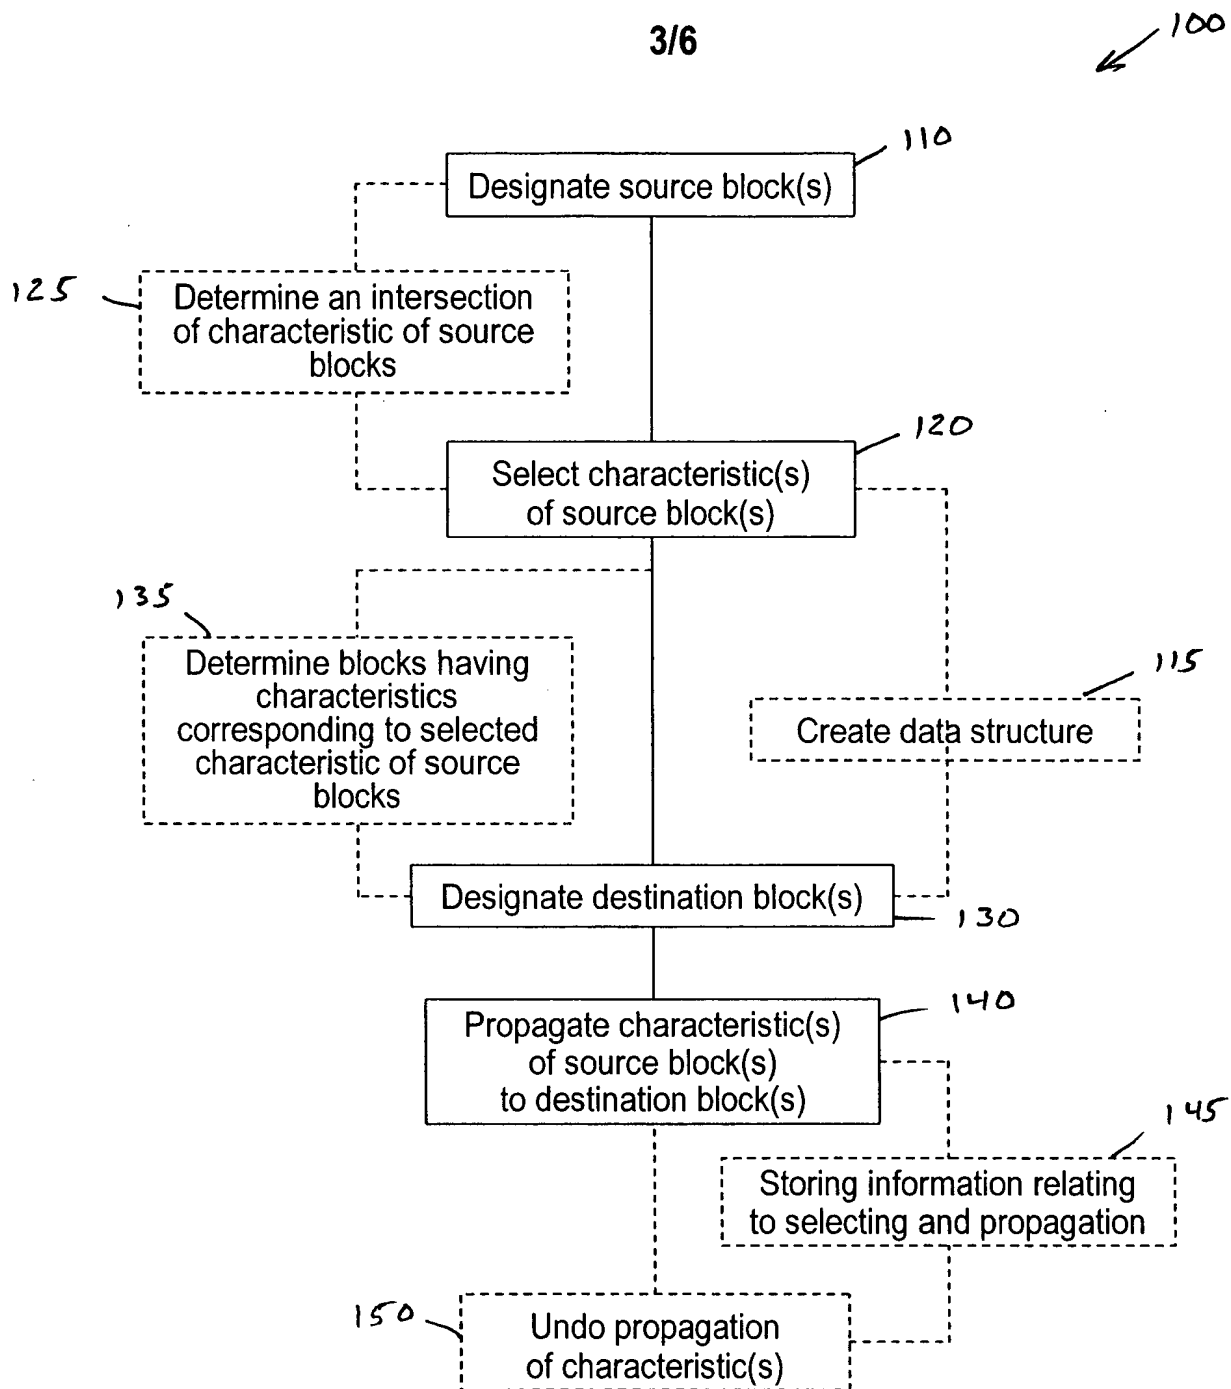 3/6
100
110
Designate source block(s)
125
Determine an intersection
of characteristic of source
blocks
120
Select characteristic(s)
of source block(s)
135
Determine blocks having
characteristics
corresponding to selected
characteristic of source
blocks
115
Create data structure
Designate destination block(s)
130
140
Propagate characteristic(s)
of source block(s)
to destination block(s)
145
Storing information relating
to selecting and propagation
150
Undo propagation
of characteristic(s)